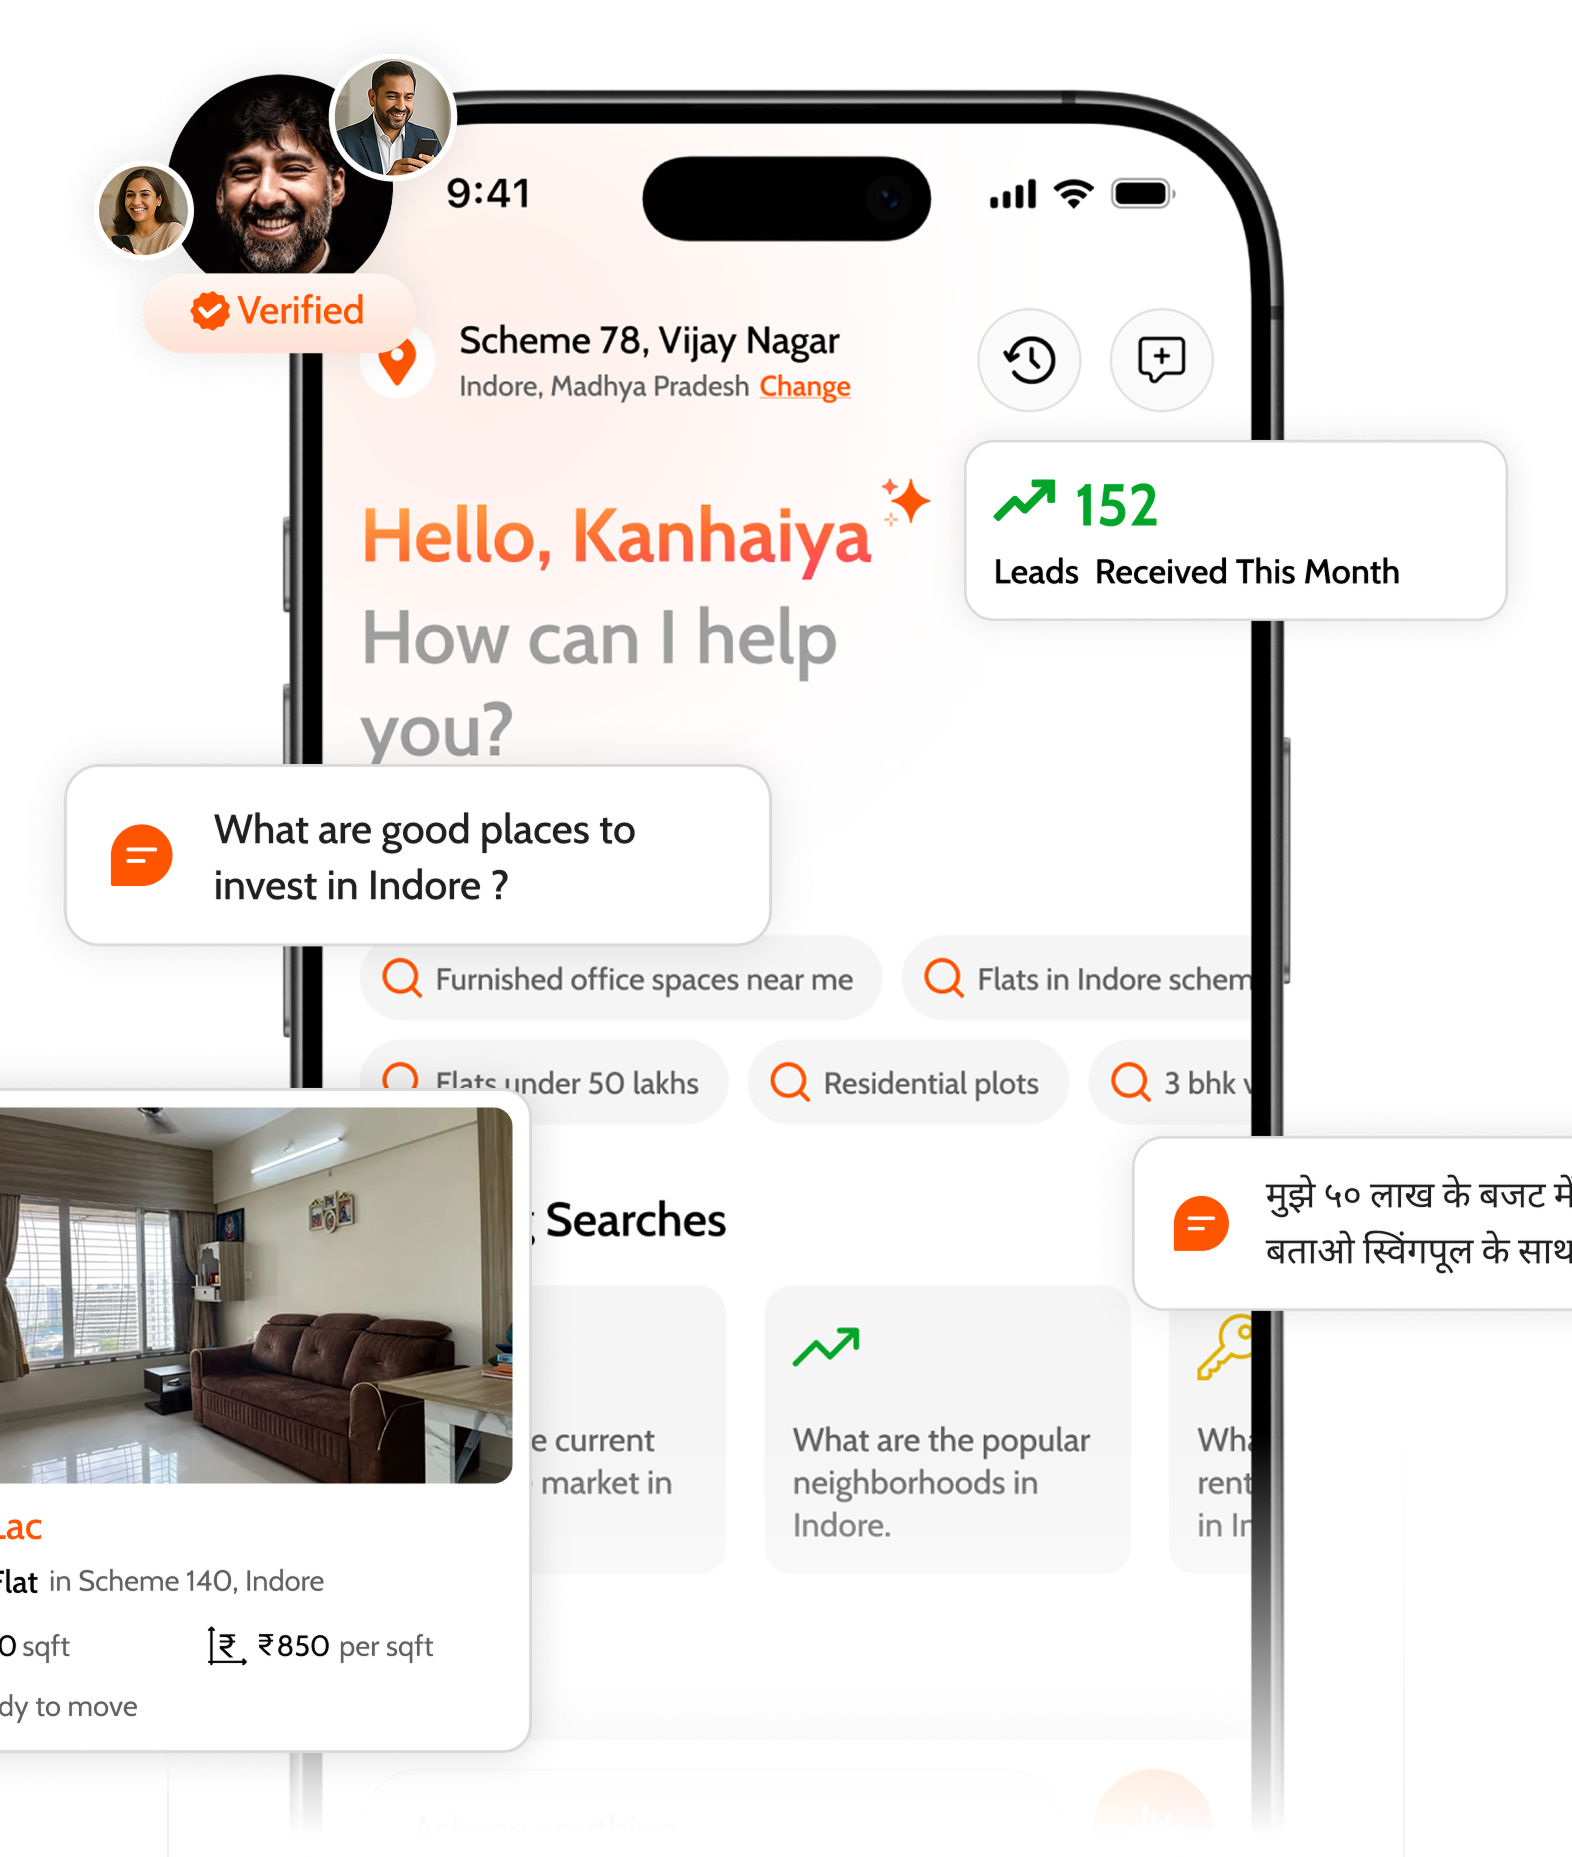 9:41
Verified
Scheme 78, Vijay Nagar
Indore, Madhya Pradesh Change
152
Leads Received This Month
Hello, Kanhaiya
How can I help
you?
What are good places to
invest in Indore ?
Furnished office spaces near me
Flats in Indore schem
Flats under 50 lakhs
Residential plots
3 bhk
Searches
मुझे ५० लाख के बजट में
बताओ स्विंगपूल के साथ
e current
market in
What are the popular
neighborhoods in
Indore.
rent
in
Lac
Flat in Scheme 140, Indore
0 sqft
₹850 per sqft
dy to move
Ask me anything